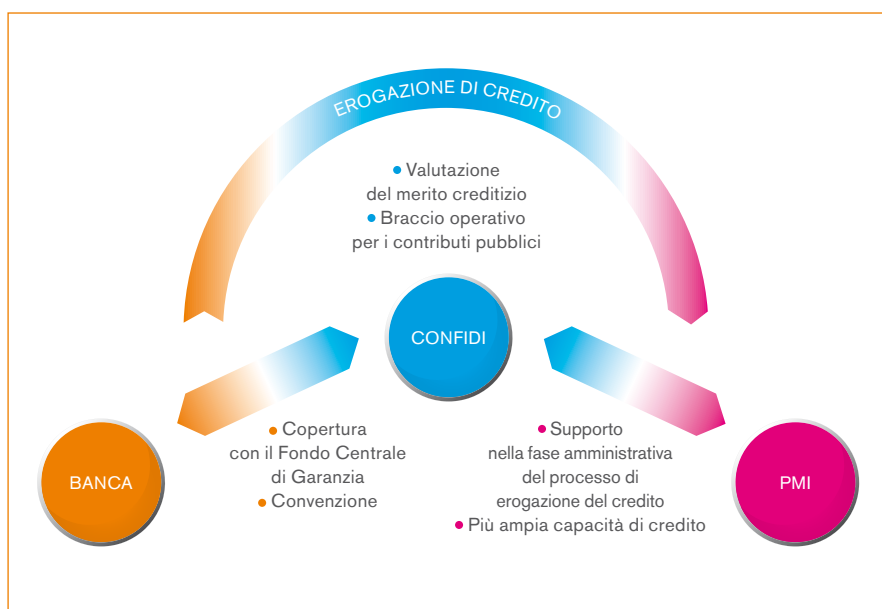 EROGAZIONE DI CREDITO
• Valutazione
del merito creditizio
• Braccio operativo
per i contributi pubblici
CONFIDI
BANCA
• Copertura
con il Fondo Centrale
di Garanzia
• Convenzione
• Supporto
nella fase amministrativa
del processo di
erogazione del credito
• Più ampia capacità di credito
PMI